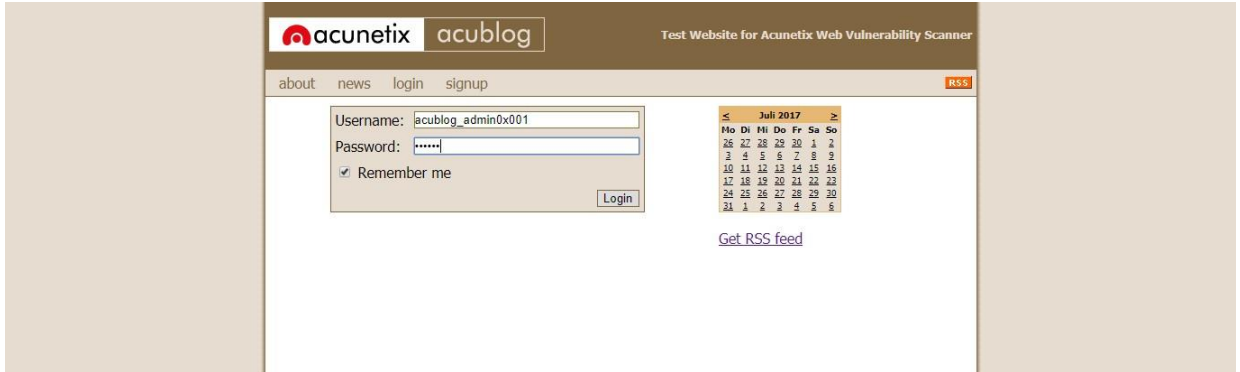 acunetix acublog
Test Website for Acunetix Web Vulnerability Scanner
about news login signup
RSS
Username: acublog_admin0x001
Password: ••••••
Remember me
Login
< Juli 2017 >
Mo Di Mi Do Fr Sa So
26 27 28 29 30 1 2
3 4 5 6 7 8 9
10 11 12 13 14 15 16
17 18 19 20 21 22 23
24 25 26 27 28 29 30
31 1 2 3 4 5 6
Get RSS feed